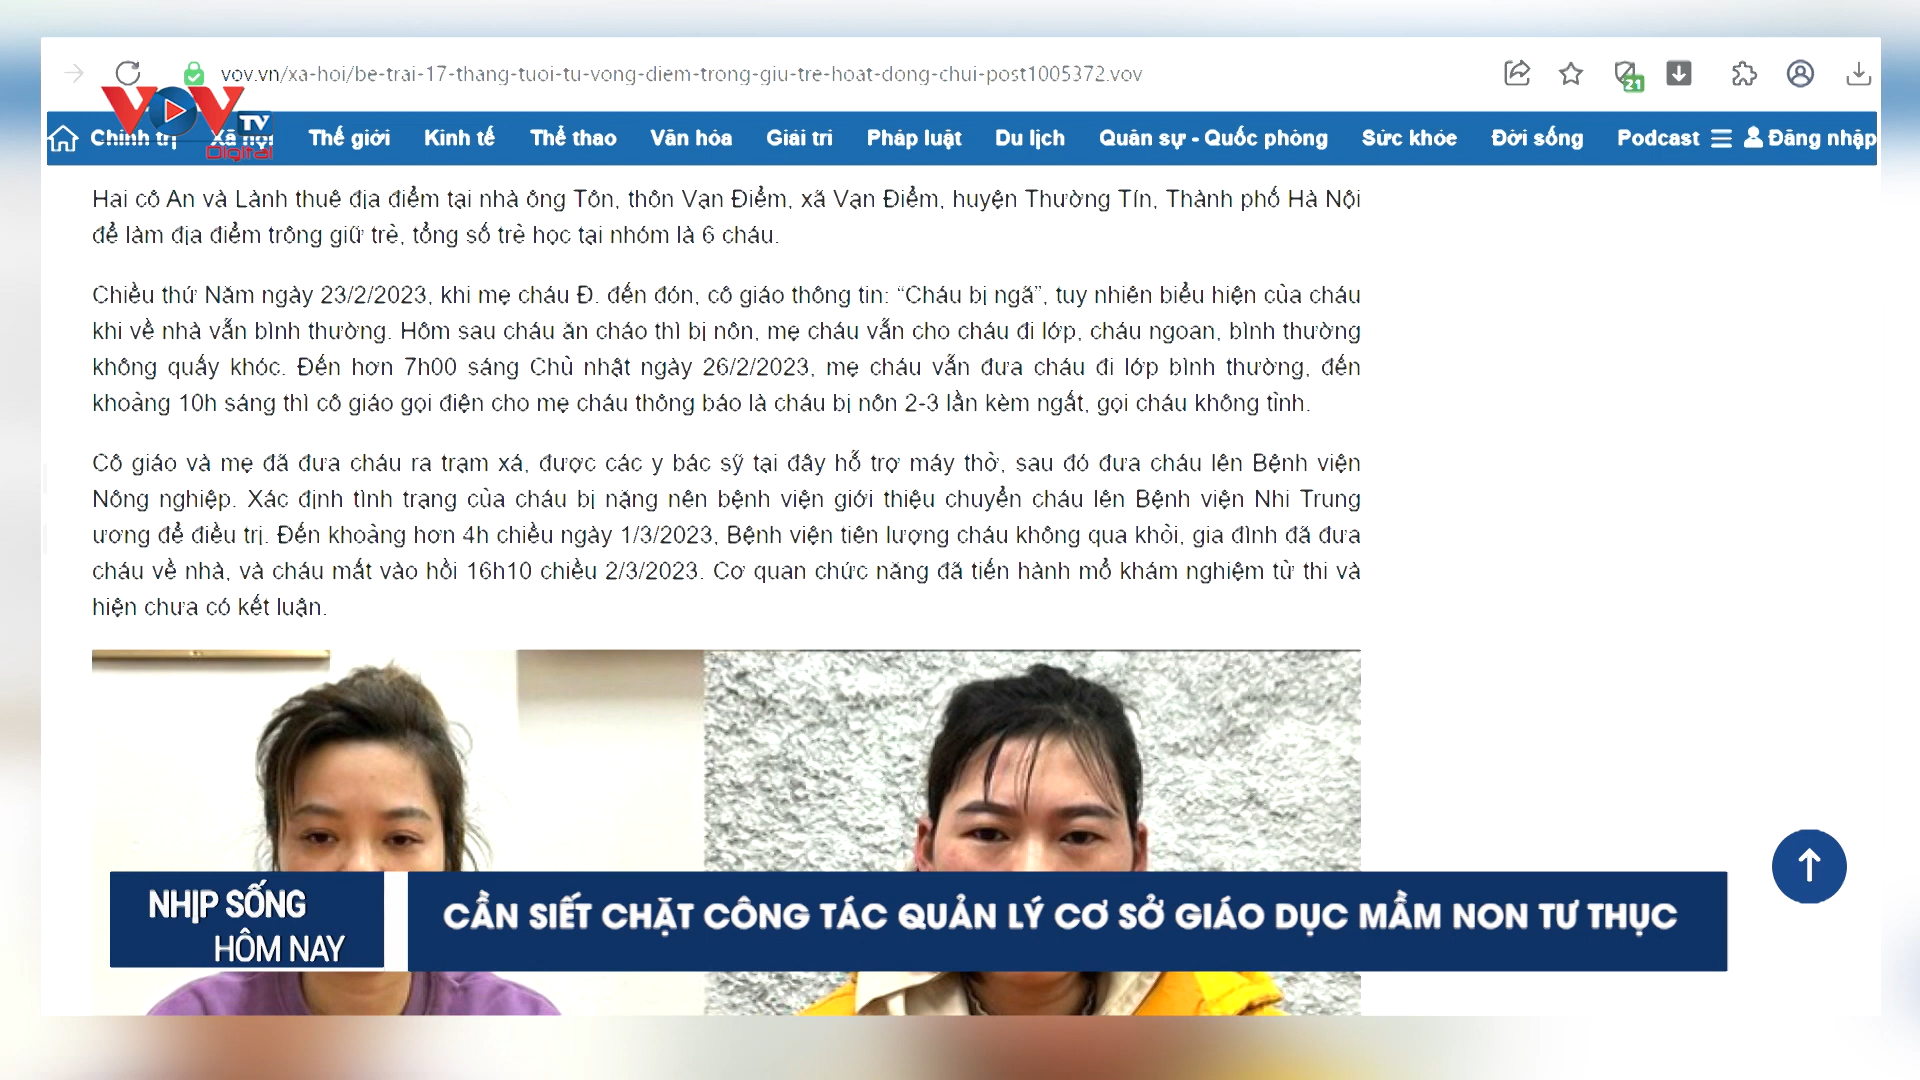 vov.vn/xa-hoi/be-trai-17-thang-tuoi-tu-vong-diem-trong-giu-tre-hoat-dong-chui-post1005372.vov
21
VOV TV
Digital
Chính trị Xã hội Thế giới Kinh tế Thể thao Văn hóa Giải trí Pháp luật Du lịch Quân sự - Quốc phòng Sức khỏe Đời sống Podcast Đăng nhập
Hai cô An và Lành thuê địa điểm tại nhà ông Tôn, thôn Vạn Điểm, xã Vạn Điểm, huyện Thường Tín, Thành phố Hà Nội
để làm địa điểm trông giữ trẻ, tổng số trẻ học tại nhóm là 6 cháu.
Chiều thứ Năm ngày 23/2/2023, khi mẹ cháu Đ. đến đón, cô giáo thông tin: “Cháu bị ngã”, tuy nhiên biểu hiện của cháu
khi về nhà vẫn bình thường. Hôm sau cháu ăn cháo thì bị nôn, mẹ cháu vẫn cho cháu đi lớp, cháu ngoan, bình thường
không quấy khóc. Đến hơn 7h00 sáng Chủ nhật ngày 26/2/2023, mẹ cháu vẫn đưa cháu đi lớp bình thường, đến
khoảng 10h sáng thì cô giáo gọi điện cho mẹ cháu thông báo là cháu bị nôn 2-3 lần kèm ngất, gọi cháu không tỉnh.
Cô giáo và mẹ đã đưa cháu ra trạm xá, được các y bác sỹ tại đây hỗ trợ máy thở, sau đó đưa cháu lên Bệnh viện
Nông nghiệp. Xác định tình trạng của cháu bị nặng nên bệnh viện giới thiệu chuyển cháu lên Bệnh viện Nhi Trung
ương để điều trị. Đến khoảng hơn 4h chiều ngày 1/3/2023, Bệnh viện tiên lượng cháu không qua khỏi, gia đình đã đưa
cháu về nhà, và cháu mất vào hồi 16h10 chiều 2/3/2023. Cơ quan chức năng đã tiến hành mổ khám nghiệm tử thi và
hiện chưa có kết luận.
NHỊP SỐNG
HÔM NAY
CẦN SIẾT CHẶT CÔNG TÁC QUẢN LÝ CƠ SỞ GIÁO DỤC MẦM NON TƯ THỤC